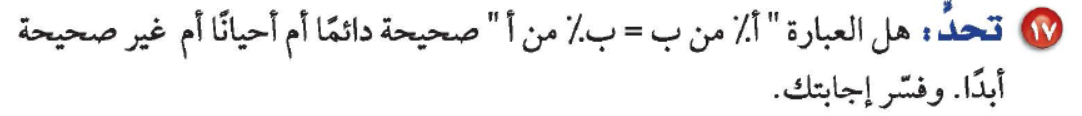 ١٧ تحدٍّ: هل العبارة " أ٪ من ب = ب٪ من أ " صحيحة دائمًا أم أحيانًا أم غير صحيحة
أبدًا. وفسّر إجابتك.